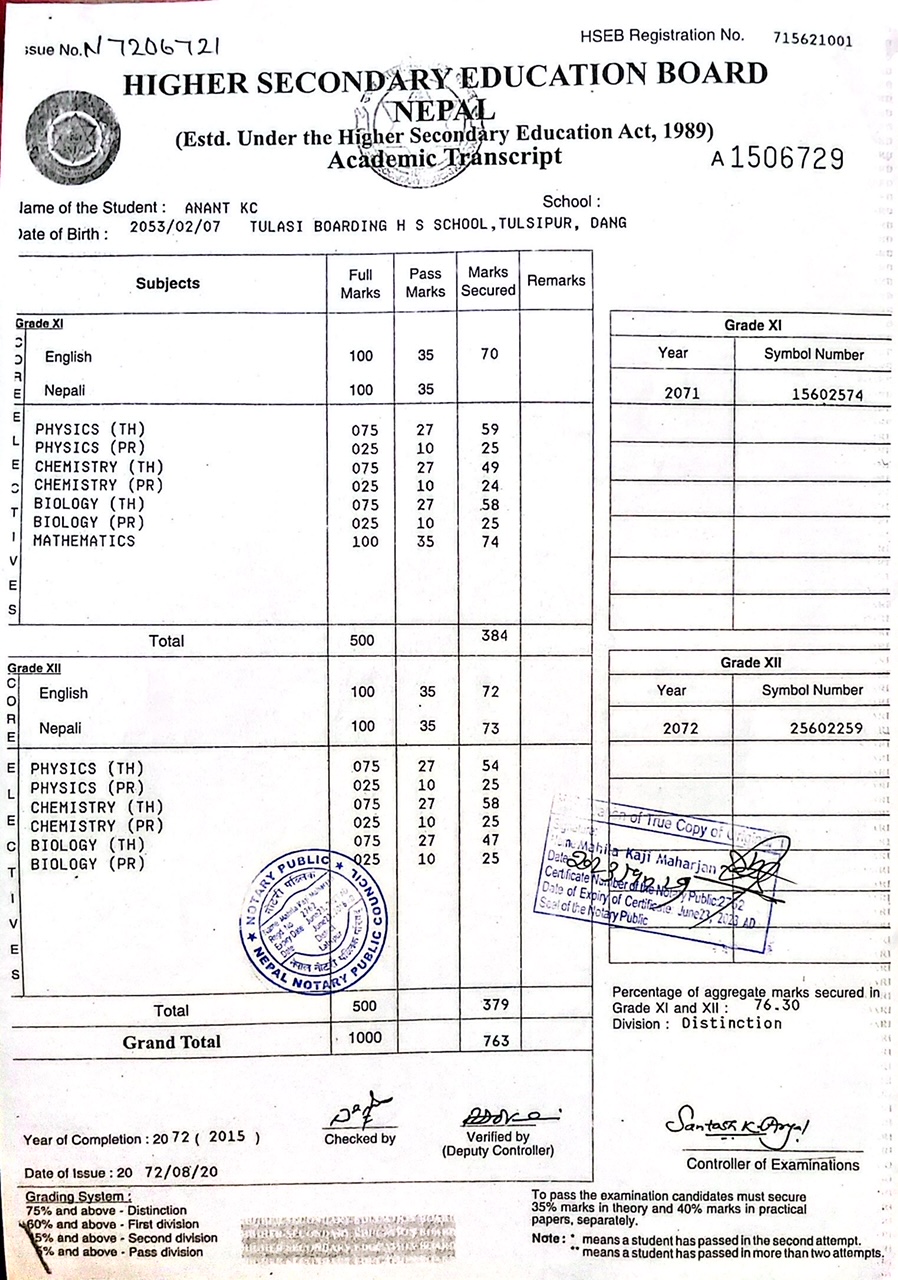 ssue No. N 7206721
HSEB Registration No. 715621001
HIGHER SECONDARY EDUCATION BOARD
NEPAL
(Estd. Under the Higher Secondary Education Act, 1989)
Academic Transcript
A 1506729
Name of the Student : ANANT KC
School :
Date of Birth : 2053/02/07 TULASI BOARDING H S SCHOOL,TULSIPUR, DANG
Subjects Full Marks Pass Marks Marks Secured Remarks
Grade XI
CORE
English 100 35 70
Nepali 100 35
ELECTIVES
PHYSICS (TH) 075 27 59
PHYSICS (PR) 025 10 25
CHEMISTRY (TH) 075 27 49
CHEMISTRY (PR) 025 10 24
BIOLOGY (TH) 075 27 58
BIOLOGY (PR) 025 10 25
MATHEMATICS 100 35 74
Total 500 384
Grade XI
Year Symbol Number
2071 15602574
Grade XII
CORE
English 100 35 72
Nepali 100 35 73
ELECTIVES
PHYSICS (TH) 075 27 54
PHYSICS (PR) 025 10 25
CHEMISTRY (TH) 075 27 58
CHEMISTRY (PR) 025 10 25
BIOLOGY (TH) 075 27 47
BIOLOGY (PR) 025 10 25
Total 500 379
Grand Total 1000 763
Grade XII
Year Symbol Number
2072 25602259
of True Copy of
Mahila Kaji Maharjan
Date
Certificate Number of the Notary Public: 2762
Date of Expiry of Certificate June 23, 2023 AD
Seal of the Notary Public
★ NOTARY PUBLIC ★
NEPAL NOTARY PUBLIC COUNCIL
Percentage of aggregate marks secured in
Grade XI and XII : 76.30
Division : Distinction
Checked by
Verified by
(Deputy Controller)
Santosh K. Aryal
Controller of Examinations
Year of Completion : 2072 ( 2015 )
Date of Issue : 20 72/08/20
Grading System :
75% and above - Distinction
60% and above - First division
45% and above - Second division
5% and above - Pass division
HIGHER SECONDARY EDUCATION BOARD
To pass the examination candidates must secure
35% marks in theory and 40% marks in practical
papers, separately.
Note : * means a student has passed in the second attempt.
** means a student has passed in more than two attempts.